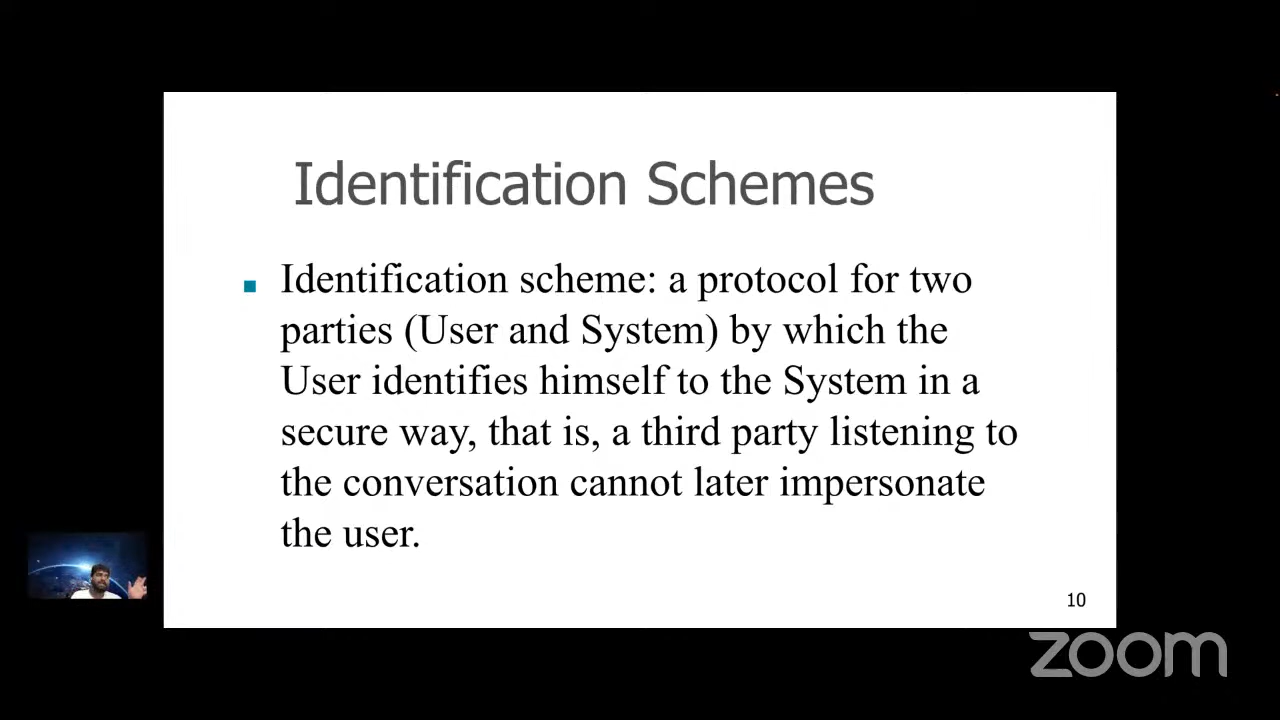 Identification Schemes
Identification scheme: a protocol for two
parties (User and System) by which the
User identifies himself to the System in a
secure way, that is, a third party listening to
the conversation cannot later impersonate
the user.
10
zoom